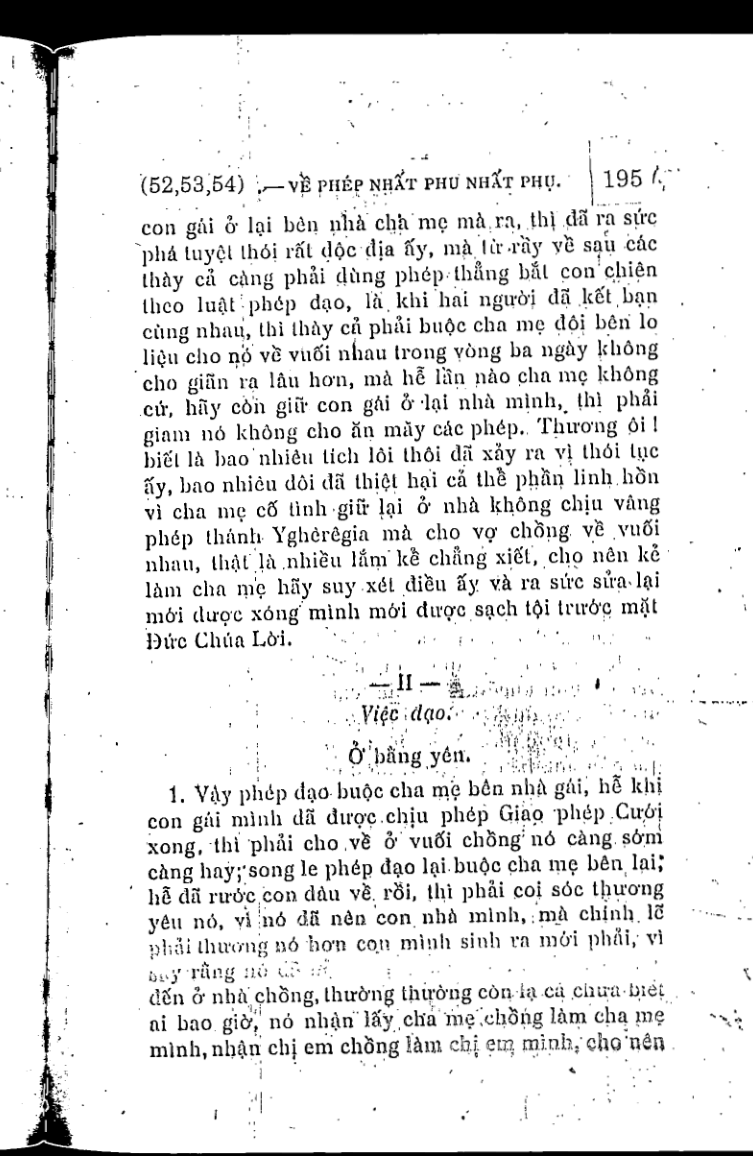 (52,53,54) .— VỀ PHÉP NHẤT PHU NHẤT PHỤ. 195
con gái ở lại bên nhà cha mẹ mà ra, thì đã ra sức
phá tuyệt thói rất độc địa ấy, mà từ rầy về sau các
thày cả càng phải dùng phép thẳng bắt con chiên
theo luật phép đạo, là khi hai người đã kết bạn
cùng nhau, thì thày cả phải buộc cha mẹ đôi bên lo
liệu cho nó về vuối nhau trong vòng ba ngày không
cho giãn ra lâu hơn, mà hễ lần nào cha mẹ không
cứ, hãy còn giữ con gái ở lại nhà mình, thì phải
giam nó không cho ăn mày các phép. Thương ôi !
biết là bao nhiêu tích lôi thôi đã xảy ra vì thói tục
ấy, bao nhiêu đôi đã thiệt hại cả thể phần linh hồn
vì cha mẹ cố tình giữ lại ở nhà không chịu vâng
phép thánh Yghêrêgia mà cho vợ chồng về vuối
nhau, thật là nhiều lắm kể chẳng xiết, cho nên kẻ
làm cha mẹ hãy suy xét điều ấy và ra sức sửa lại
mới được xóng mình mới được sạch tội trước mặt
Đức Chúa Lời.
— II —
Việc đạo.
Ở bằng yên.
1. Vậy phép đạo buộc cha mẹ bên nhà gái, hễ khi
con gái mình đã được chịu phép Giao phép Cưới
xong, thì phải cho về ở vuối chồng nó càng sớm
càng hay; song le phép đạo lại buộc cha mẹ bên lai;
hễ đã rước con dâu về rồi, thì phải coi sóc thương
yêu nó, vì nó đã nên con nhà mình, mà chính lẽ
phải thương nó hơn con mình sinh ra mới phải, vì
rằng nó
đến ở nhà chồng, thường thường còn lạ cả chưa biết
ai bao giờ, nó nhận lấy cha mẹ chồng làm cha mẹ
mình, nhận chị em chồng làm chị em mình, cho nên